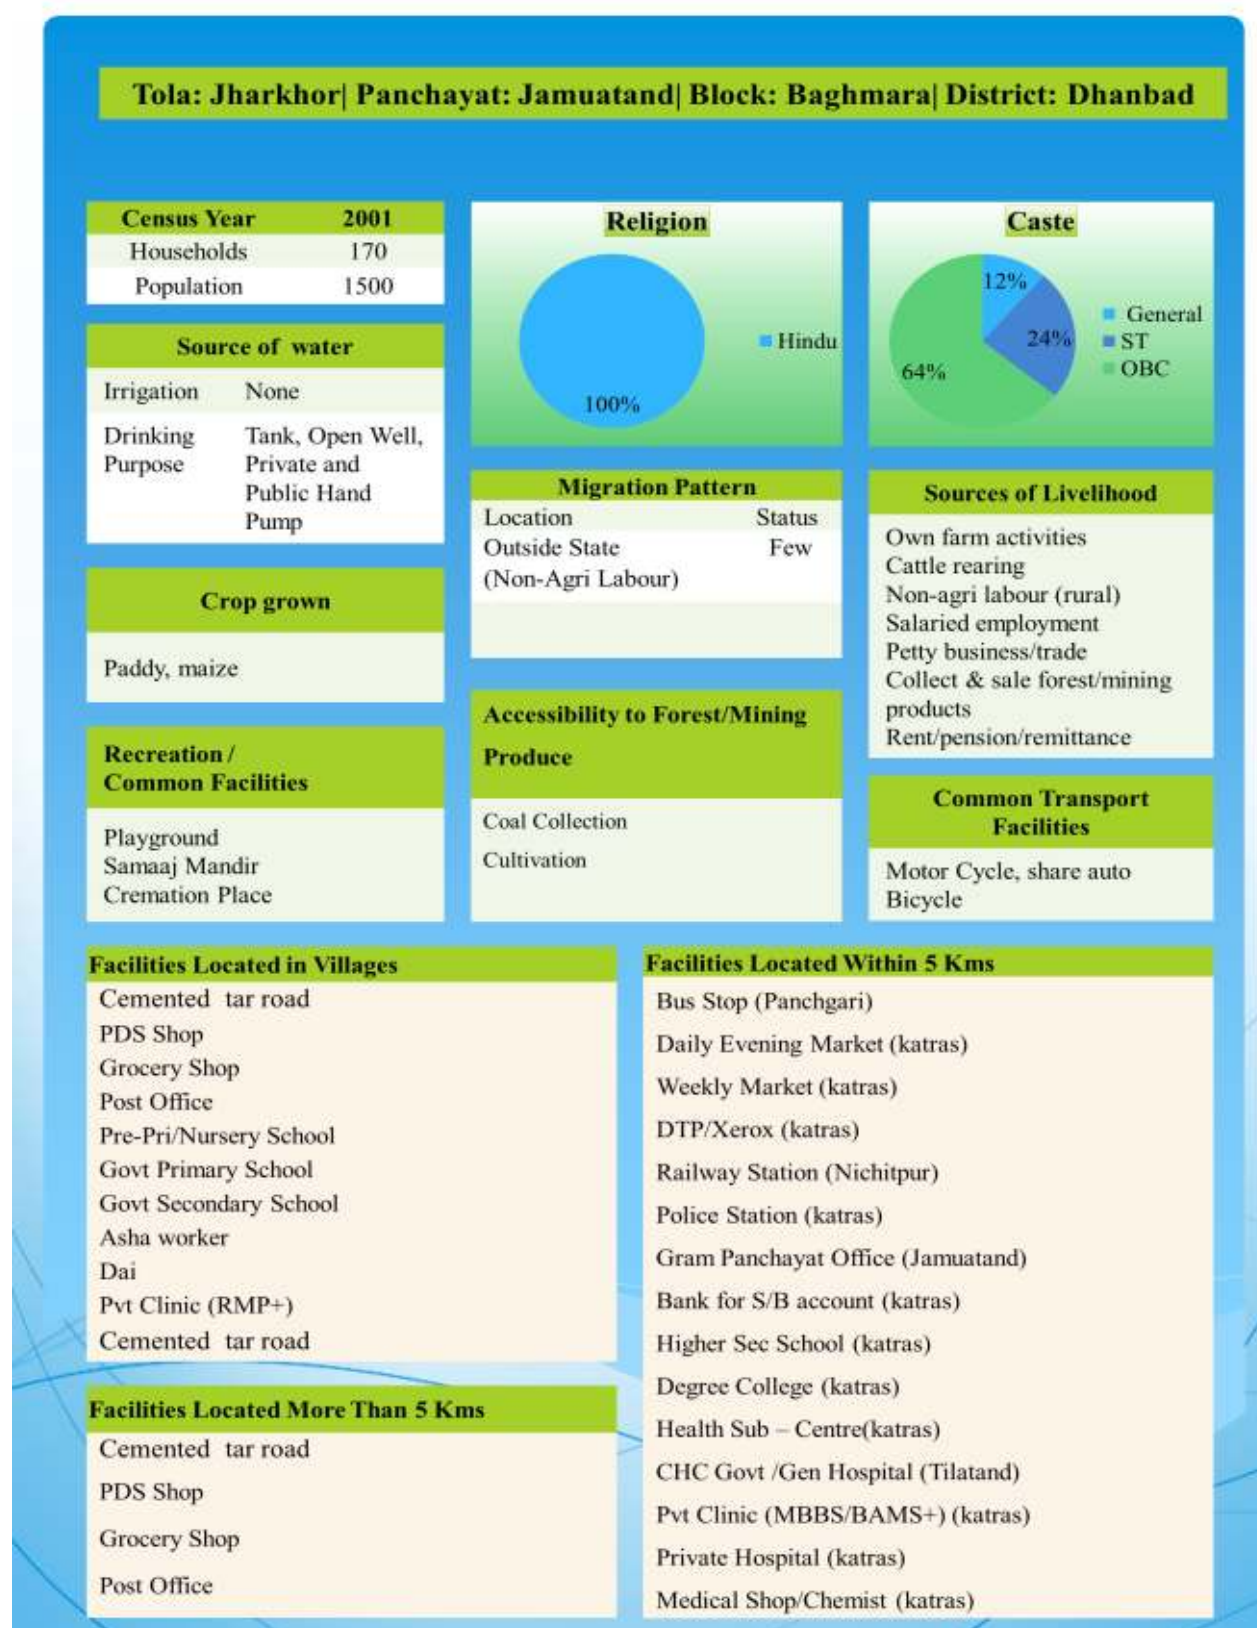 Tola: Jharkhor| Panchayat: Jamuatand| Block: Baghmara| District: Dhanbad
Census Year 2001
Households 170
Population 1500
Source of water
Irrigation None
Drinking Tank, Open Well,
Purpose Private and
Public Hand
Pump
Crop grown
Paddy, maize
Recreation /
Common Facilities
Playground
Samaaj Mandir
Cremation Place
Religion
Hindu
100%
Migration Pattern
Location Status
Outside State Few
(Non-Agri Labour)
Accessibility to Forest/Mining
Produce
Coal Collection
Cultivation
Caste
12%
24%
64%
General
ST
OBC
Sources of Livelihood
Own farm activities
Cattle rearing
Non-agri labour (rural)
Salaried employment
Petty business/trade
Collect & sale forest/mining
products
Rent/pension/remittance
Common Transport
Facilities
Motor Cycle, share auto
Bicycle
Facilities Located in Villages
Cemented tar road
PDS Shop
Grocery Shop
Post Office
Pre-Pri/Nursery School
Govt Primary School
Govt Secondary School
Asha worker
Dai
Pvt Clinic (RMP+)
Cemented tar road
Facilities Located More Than 5 Kms
Cemented tar road
PDS Shop
Grocery Shop
Post Office
Facilities Located Within 5 Kms
Bus Stop (Panchgari)
Daily Evening Market (katras)
Weekly Market (katras)
DTP/Xerox (katras)
Railway Station (Nichitpur)
Police Station (katras)
Gram Panchayat Office (Jamuatand)
Bank for S/B account (katras)
Higher Sec School (katras)
Degree College (katras)
Health Sub – Centre(katras)
CHC Govt /Gen Hospital (Tilatand)
Pvt Clinic (MBBS/BAMS+) (katras)
Private Hospital (katras)
Medical Shop/Chemist (katras)